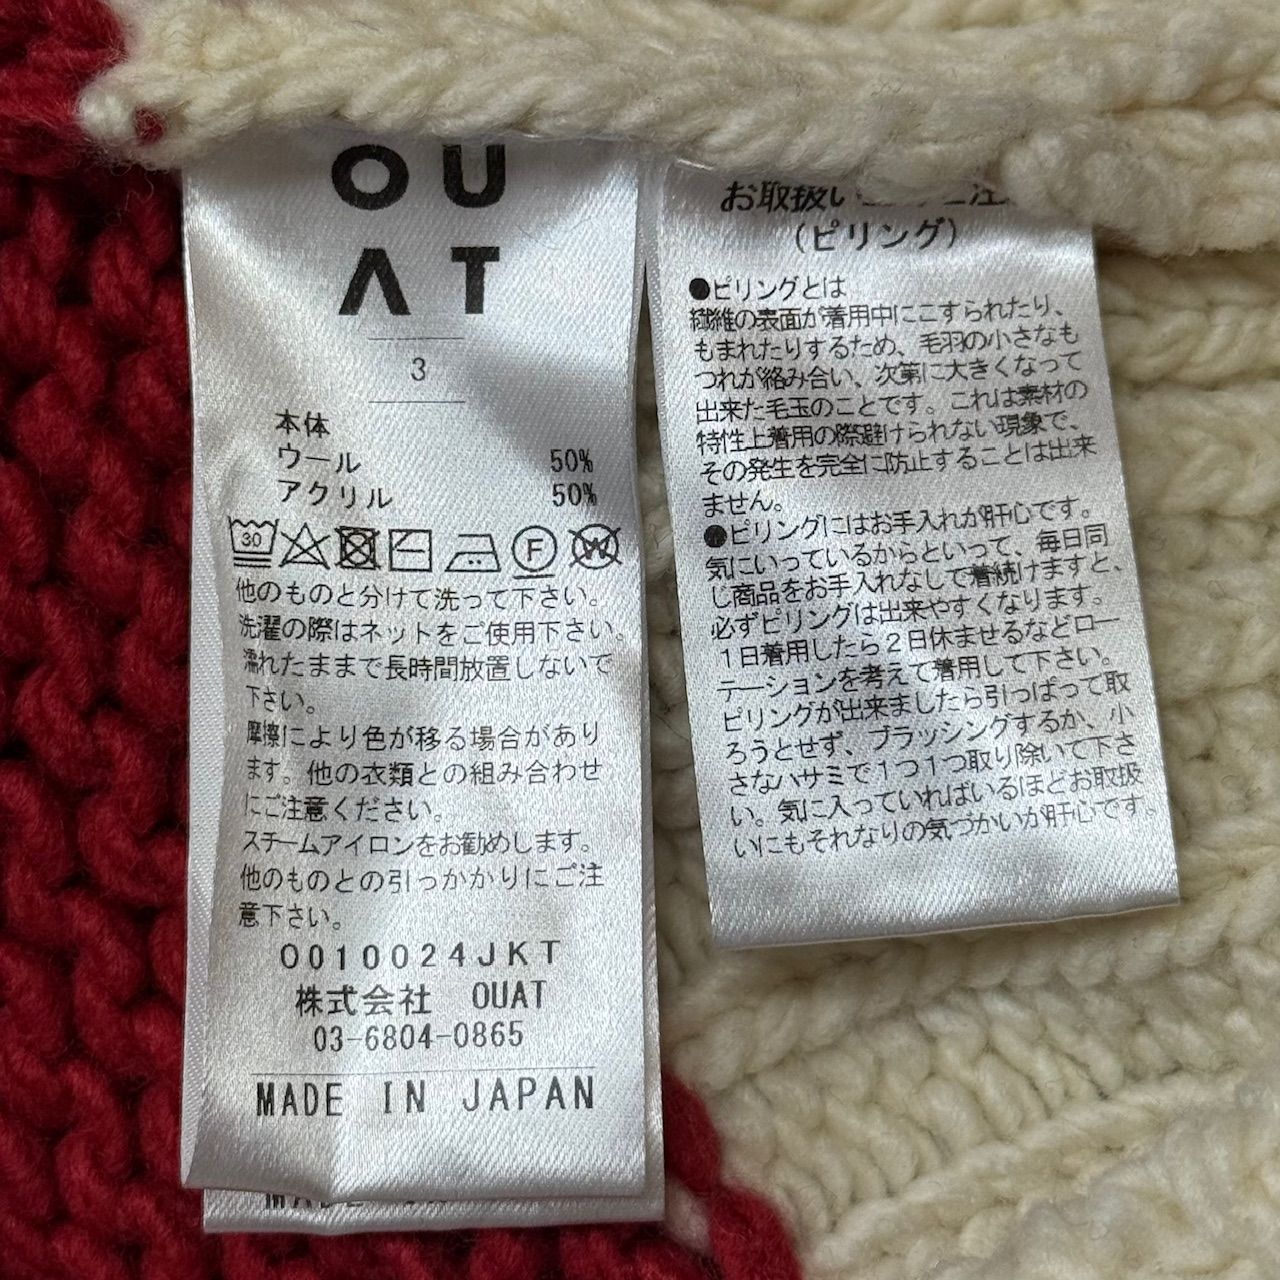 OU
AT
3
本体
ウール 50%
アクリル 50%
30
F
W
他のものと分けて洗って下さい。
洗濯の際はネットをご使用下さい。
濡れたままで長時間放置しないで
下さい。
摩擦により色が移る場合があり
ます。他の衣類との組み合わせ
にご注意ください。
スチームアイロンをお勧めします。
他のものとの引っかかりにご注
意下さい。
0010024JKT
株式会社 OUAT
03-6804-0865
MADE IN JAPAN
MADE
お取扱い
(ピリング)
●ピリングとは
繊維の表面が着用中にこすられたり、
もまれたりするため、毛羽の小さなも
つれが絡み合い、次第に大きくなって
出来た毛玉のことです。これは素材の
特性上着用の際避けられない現象で、
その発生を完全に防止することは出来
ません。
●ピリングにはお手入れが肝心です。
気にいっているからといって、毎日同
じ商品をお手入れなしで着続けますと、
必ずピリングは出来やすくなります。
1日着用したら2日休ませるなどロー
テーションを考えて着用して下さい。
ピリングが出来ましたら引っぱって取
ろうとせず、ブラッシングするか、小
さなハサミで1つ1つ取り除いて下さ
い。気に入っていればいるほどお取扱
いにもそれなりの気づかいが肝心です。